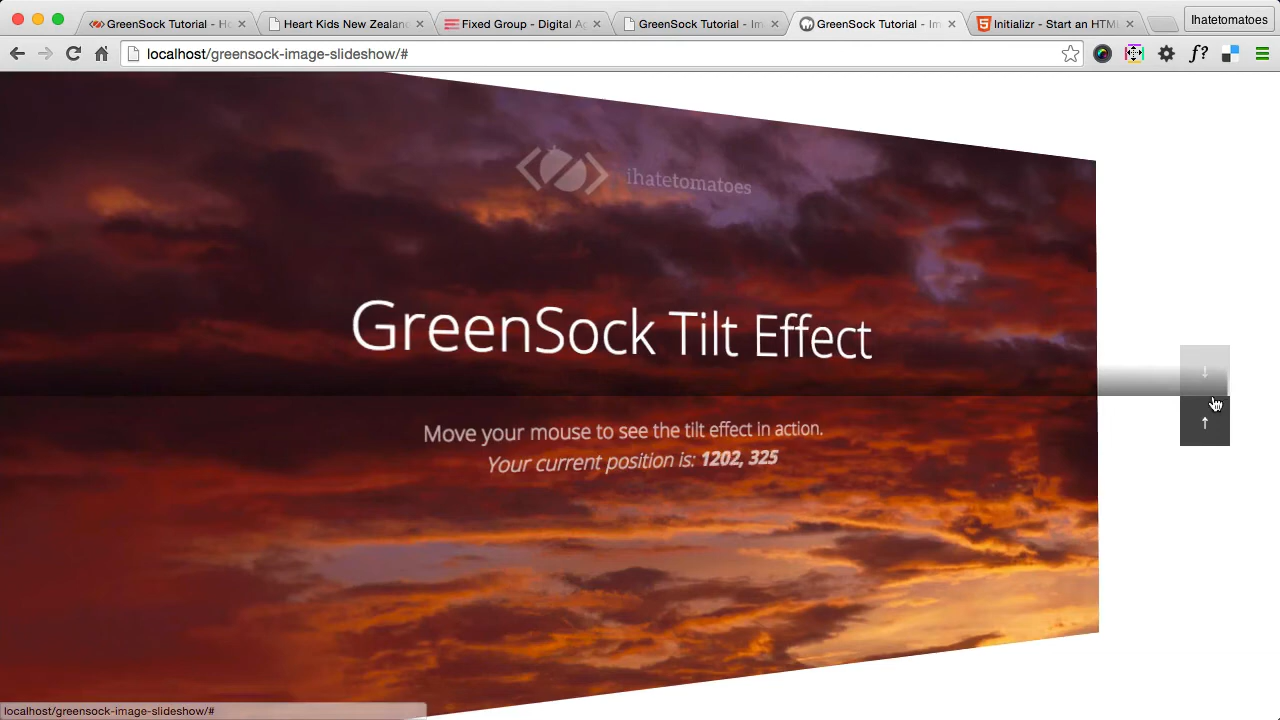 GreenSock Tutorial - Ho
Heart Kids New Zealand
Fixed Group - Digital Ag
GreenSock Tutorial - Im
GreenSock Tutorial - Im
Initializr - Start an HTML
Ihatetomatoes
localhost/greensock-image-slideshow/#
f?
ihatetomatoes
GreenSock Tilt Effect
↓
↑
Move your mouse to see the tilt effect in action.
Your current position is: 1202, 325
localhost/greensock-image-slideshow/#